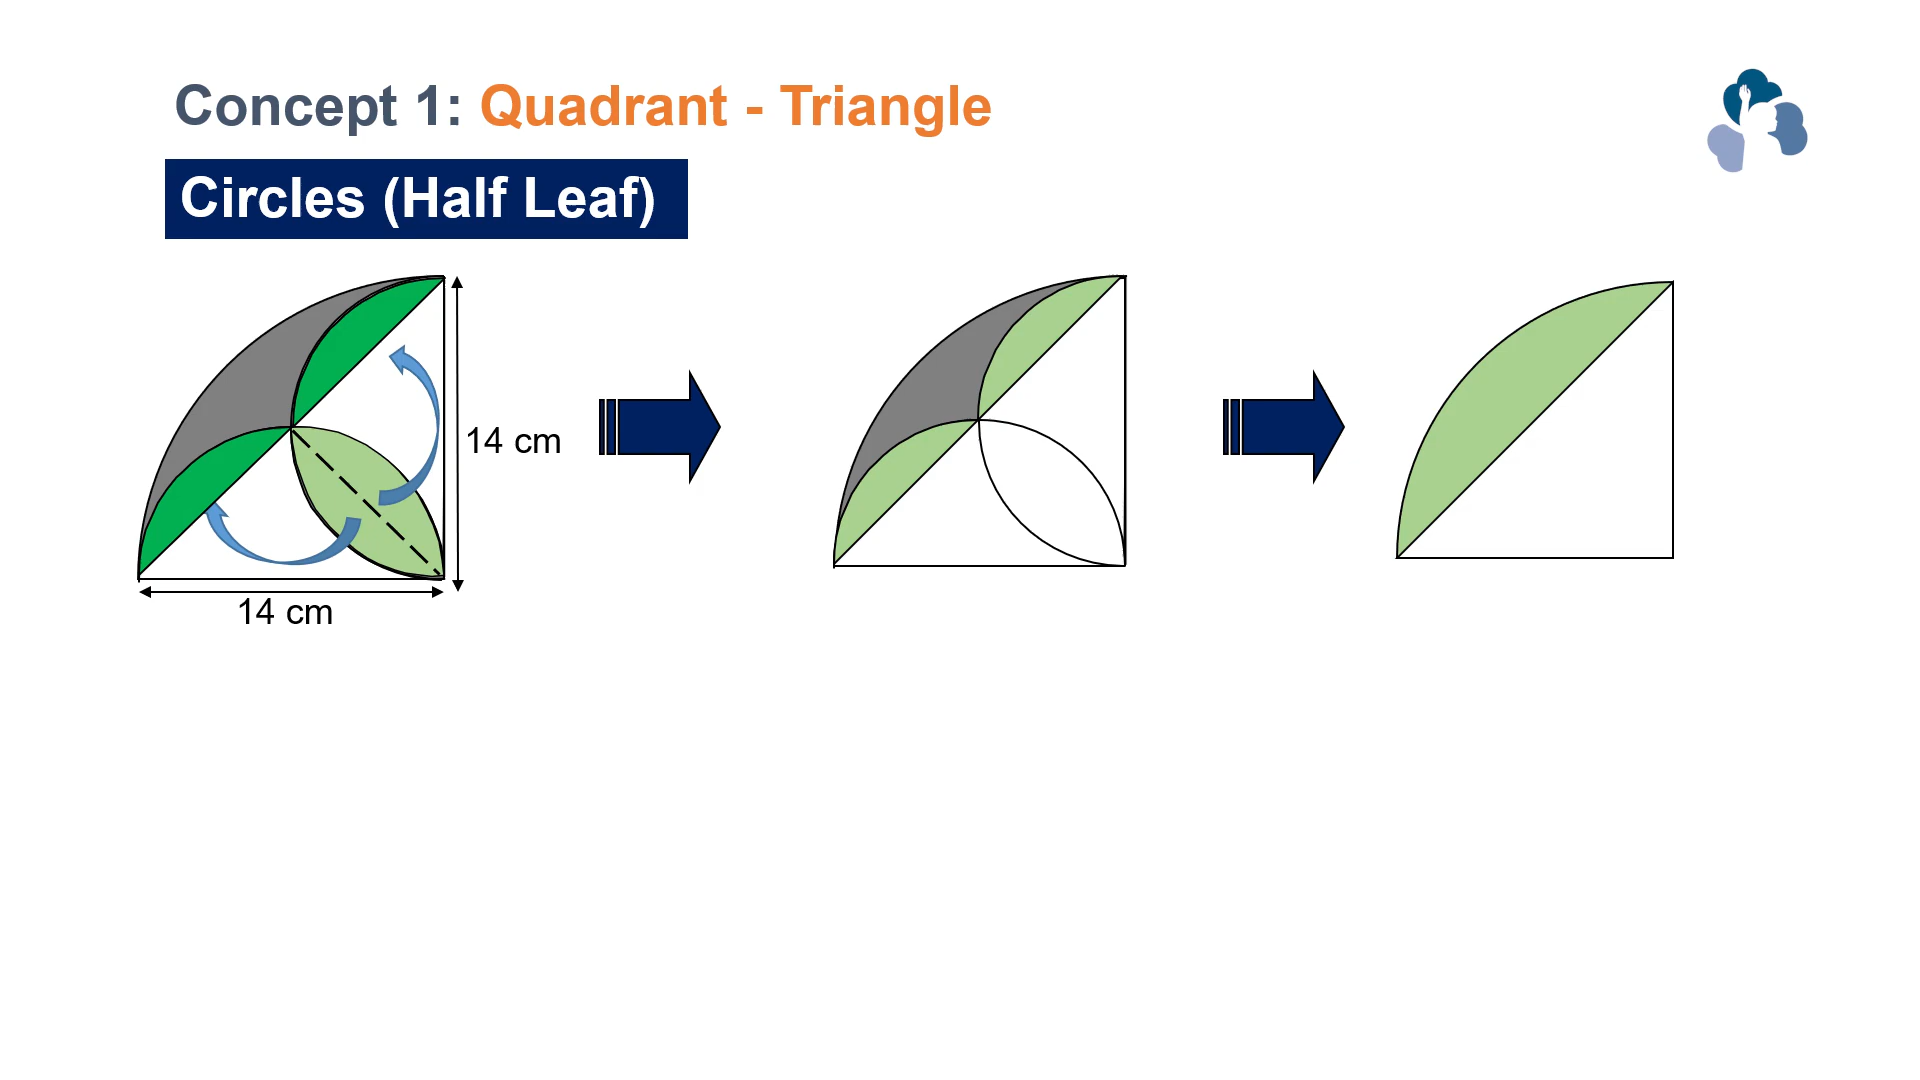 Concept 1: Quadrant - Triangle
Circles (Half Leaf)
14 cm
14 cm